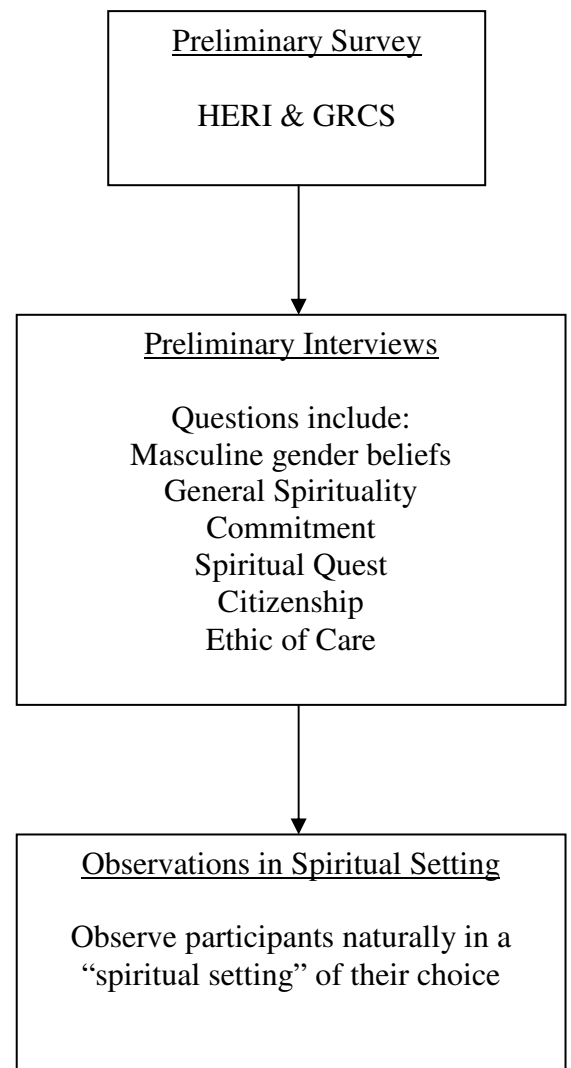 Preliminary Survey
HERI & GRCS
Preliminary Interviews
Questions include:
Masculine gender beliefs
General Spirituality
Commitment
Spiritual Quest
Citizenship
Ethic of Care
Observations in Spiritual Setting
Observe participants naturally in a
“spiritual setting” of their choice